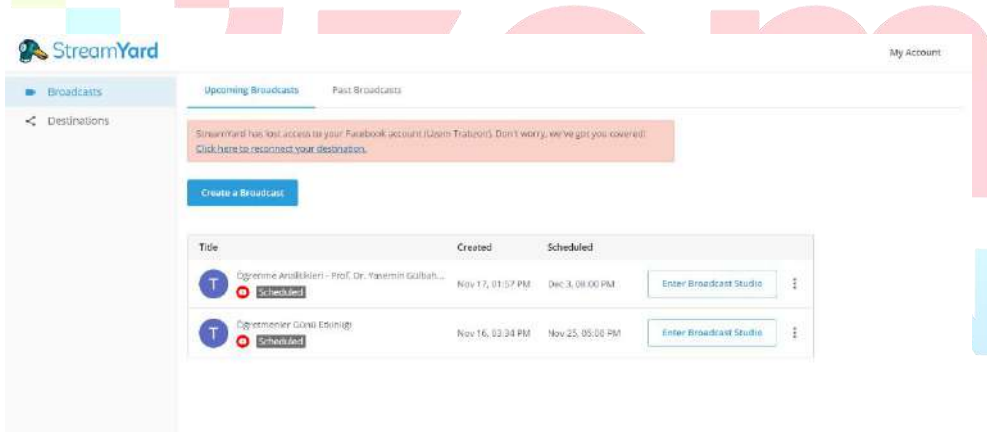 StreamYard
My Account
Broadcasts
Destinations
Upcoming Broadcasts
Past Broadcasts
StreamYard has lost access to your Facebook account (Uzem Trabzon). Don't worry, we've got you covered!
Click here to reconnect your destination.
Create a Broadcast
Title Created Scheduled
T Öğrenme Analitikleri - Prof. Dr. Yasemin Gülbah... Nov 17, 01:57 PM Dec 3, 08:00 PM Enter Broadcast Studio
Scheduled
T Öğretmenler Günü Etkinliği Nov 16, 03:34 PM Nov 25, 05:00 PM Enter Broadcast Studio
Scheduled